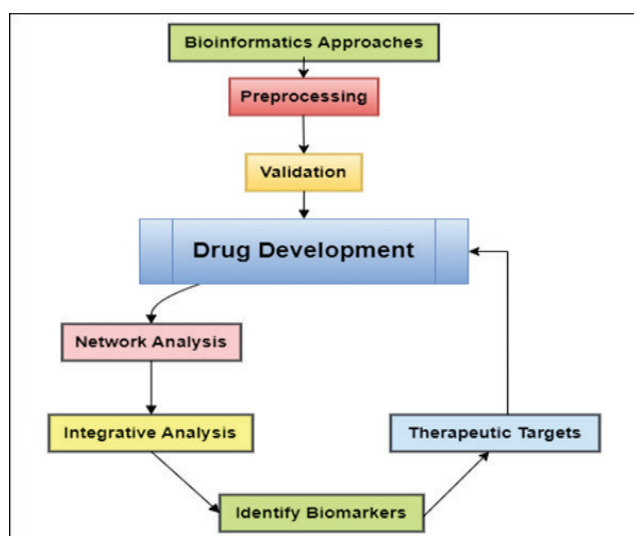 Bioinformatics Approaches
Preprocessing
Validation
Drug Development
Network Analysis
Integrative Analysis
Therapeutic Targets
Identify Biomarkers